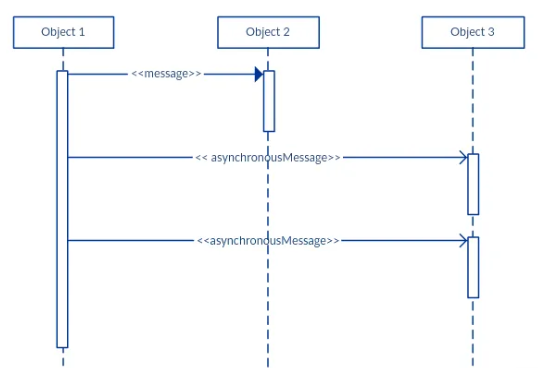 Object 1
Object 2
Object 3
<<message>>
<< asynchronousMessage>>
<<asynchronousMessage>>